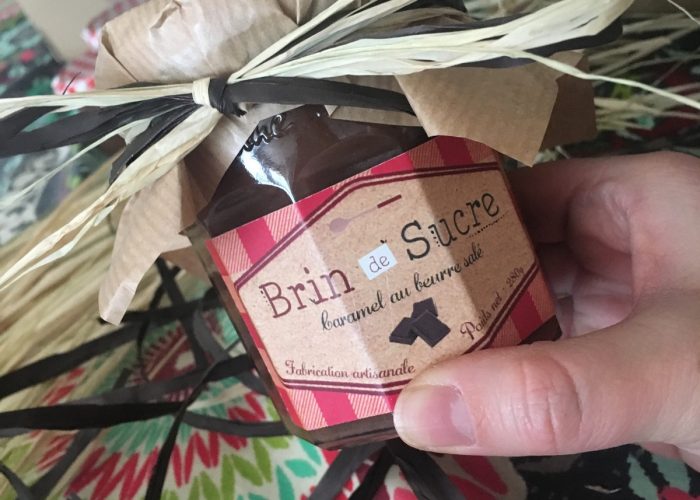 Brin de Sucre
Caramel au beurre salé
Poids net - 280g
Fabrication artisanale